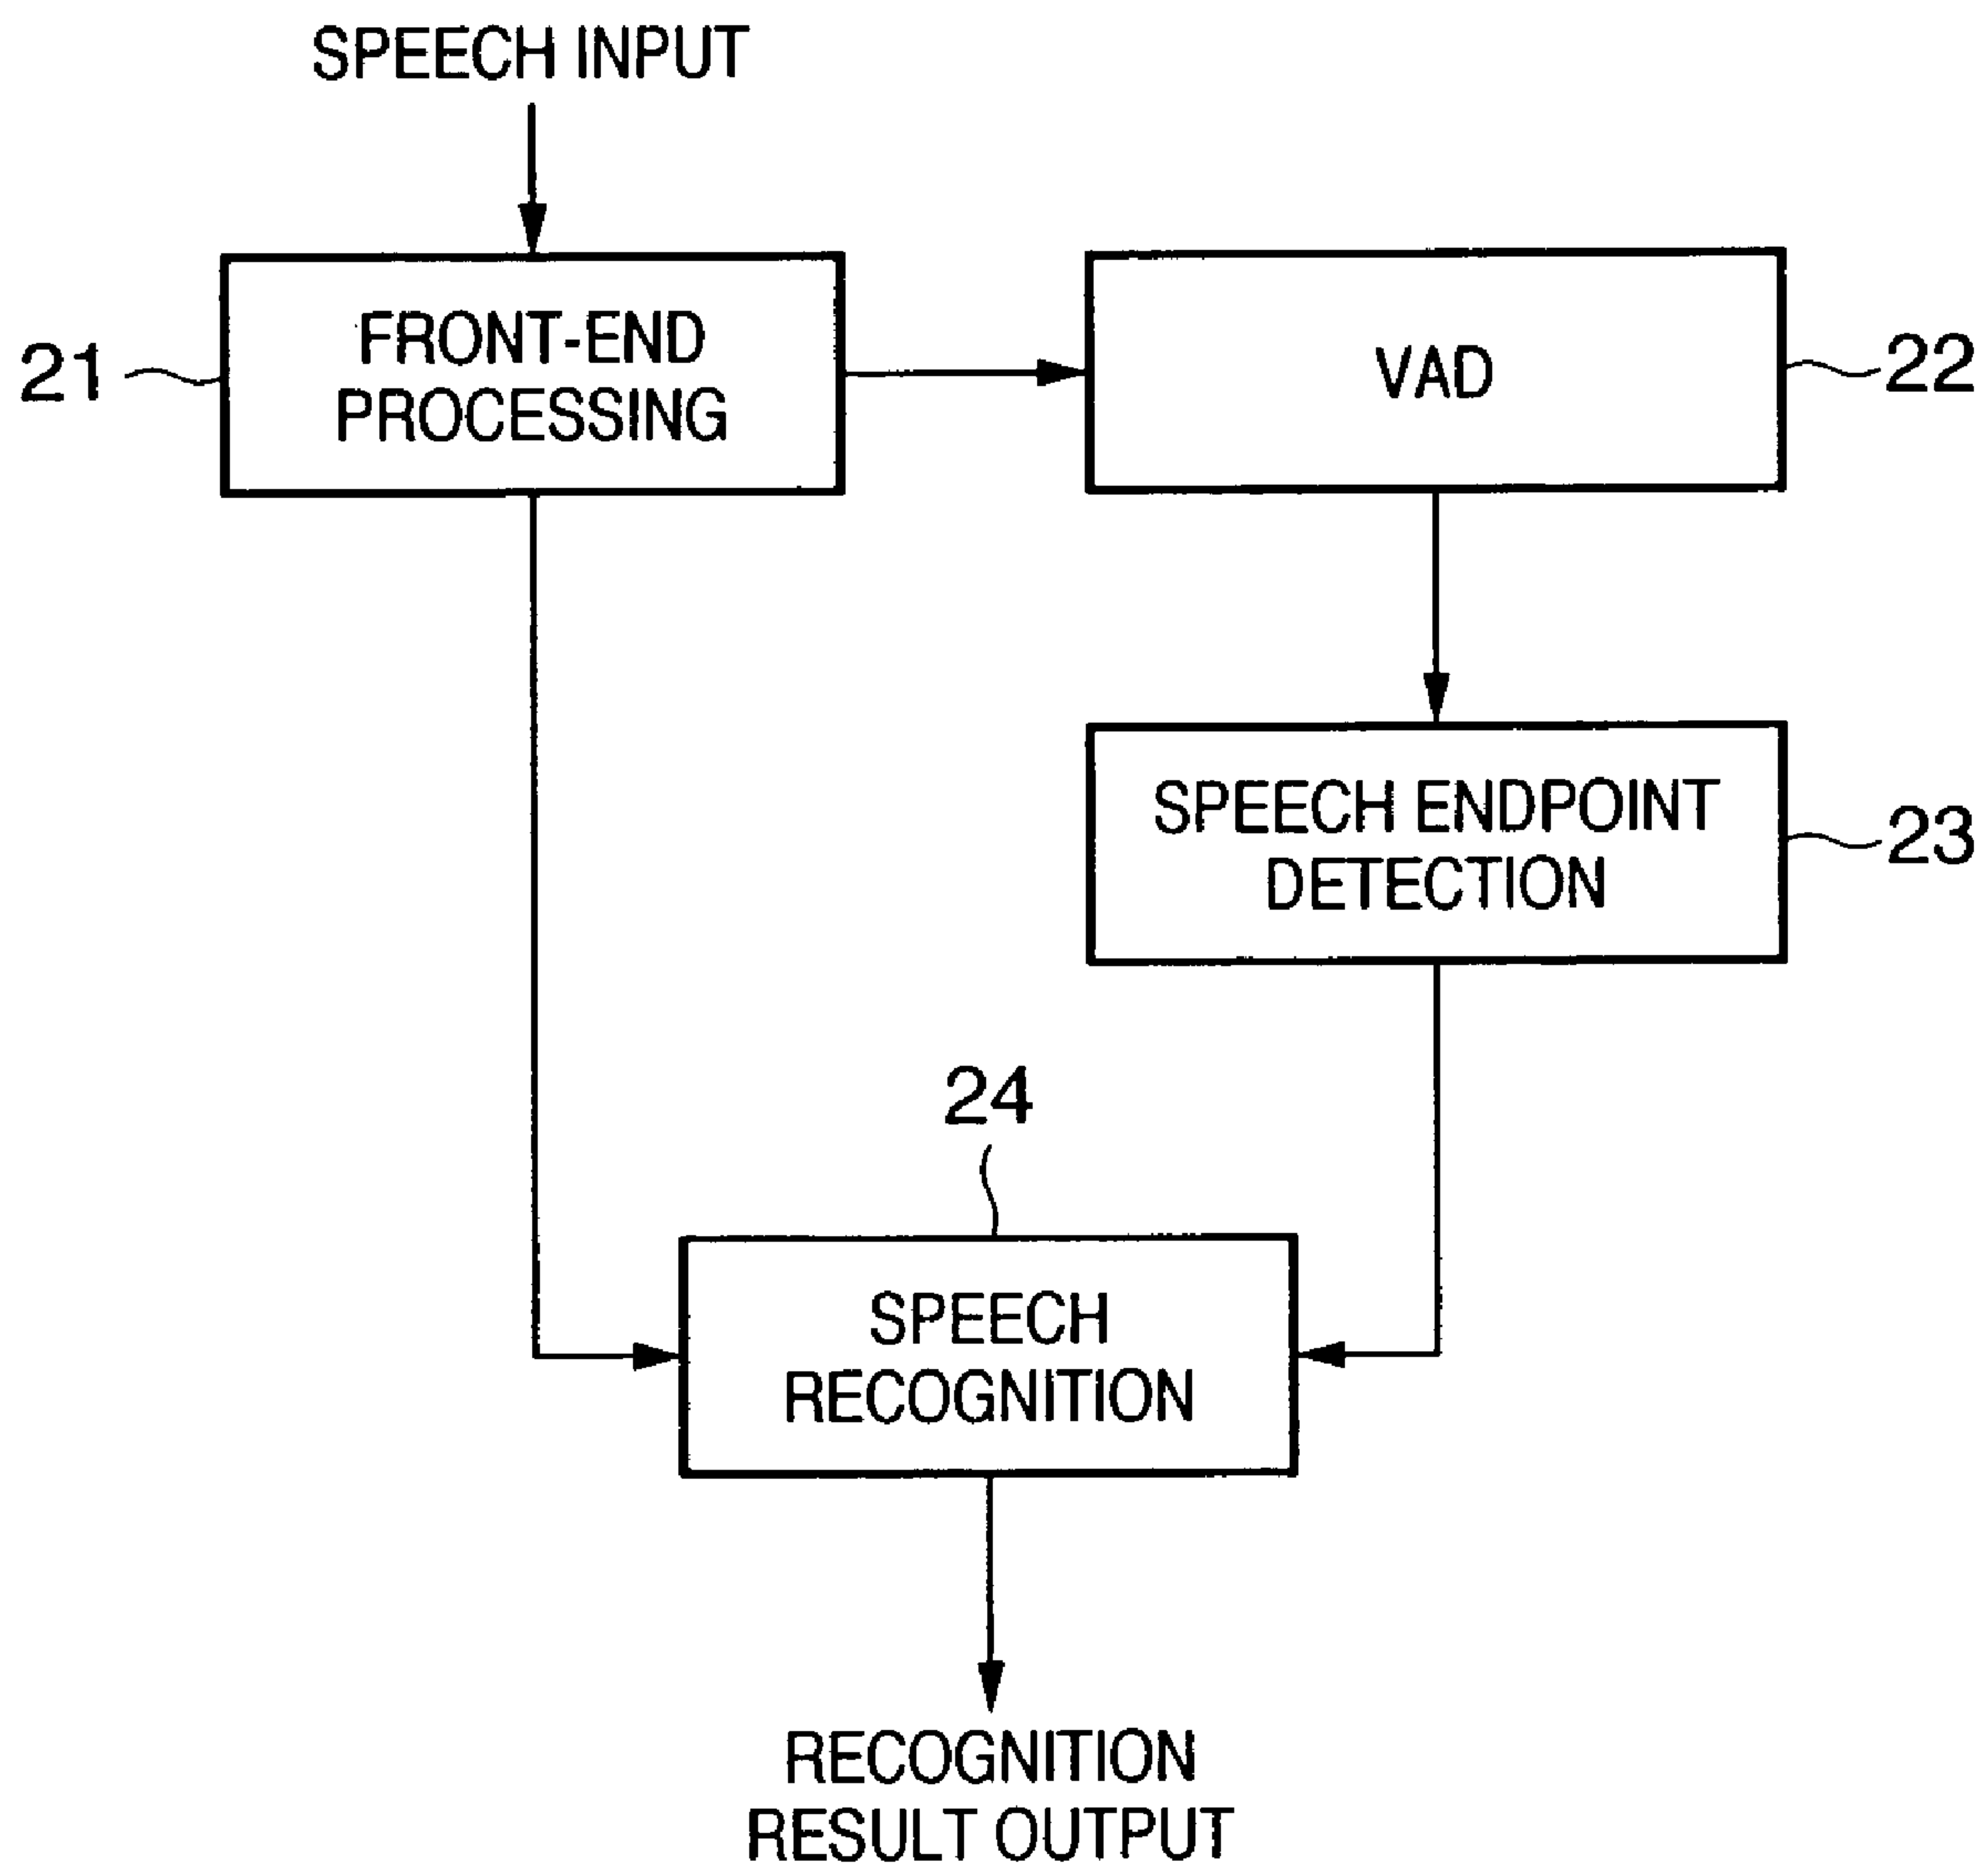 SPEECH INPUT
FRONT-END
PROCESSING
21
VAD
22
SPEECH ENDPOINT
DETECTION
23
24
SPEECH
RECOGNITION
RECOGNITION
RESULT OUTPUT